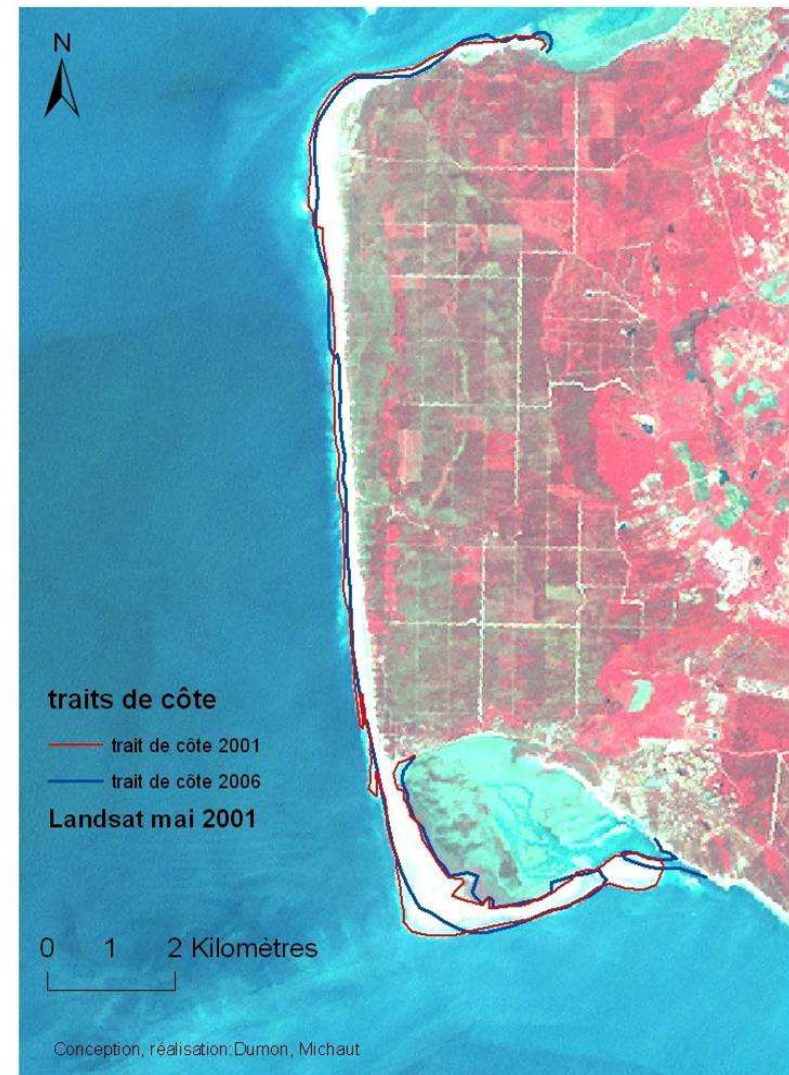 N
traits de côte
trait de côte 2001
trait de côte 2006
Landsat mai 2001
0 1 2 Kilomètres
Conception, réalisation:Dumon, Michaut